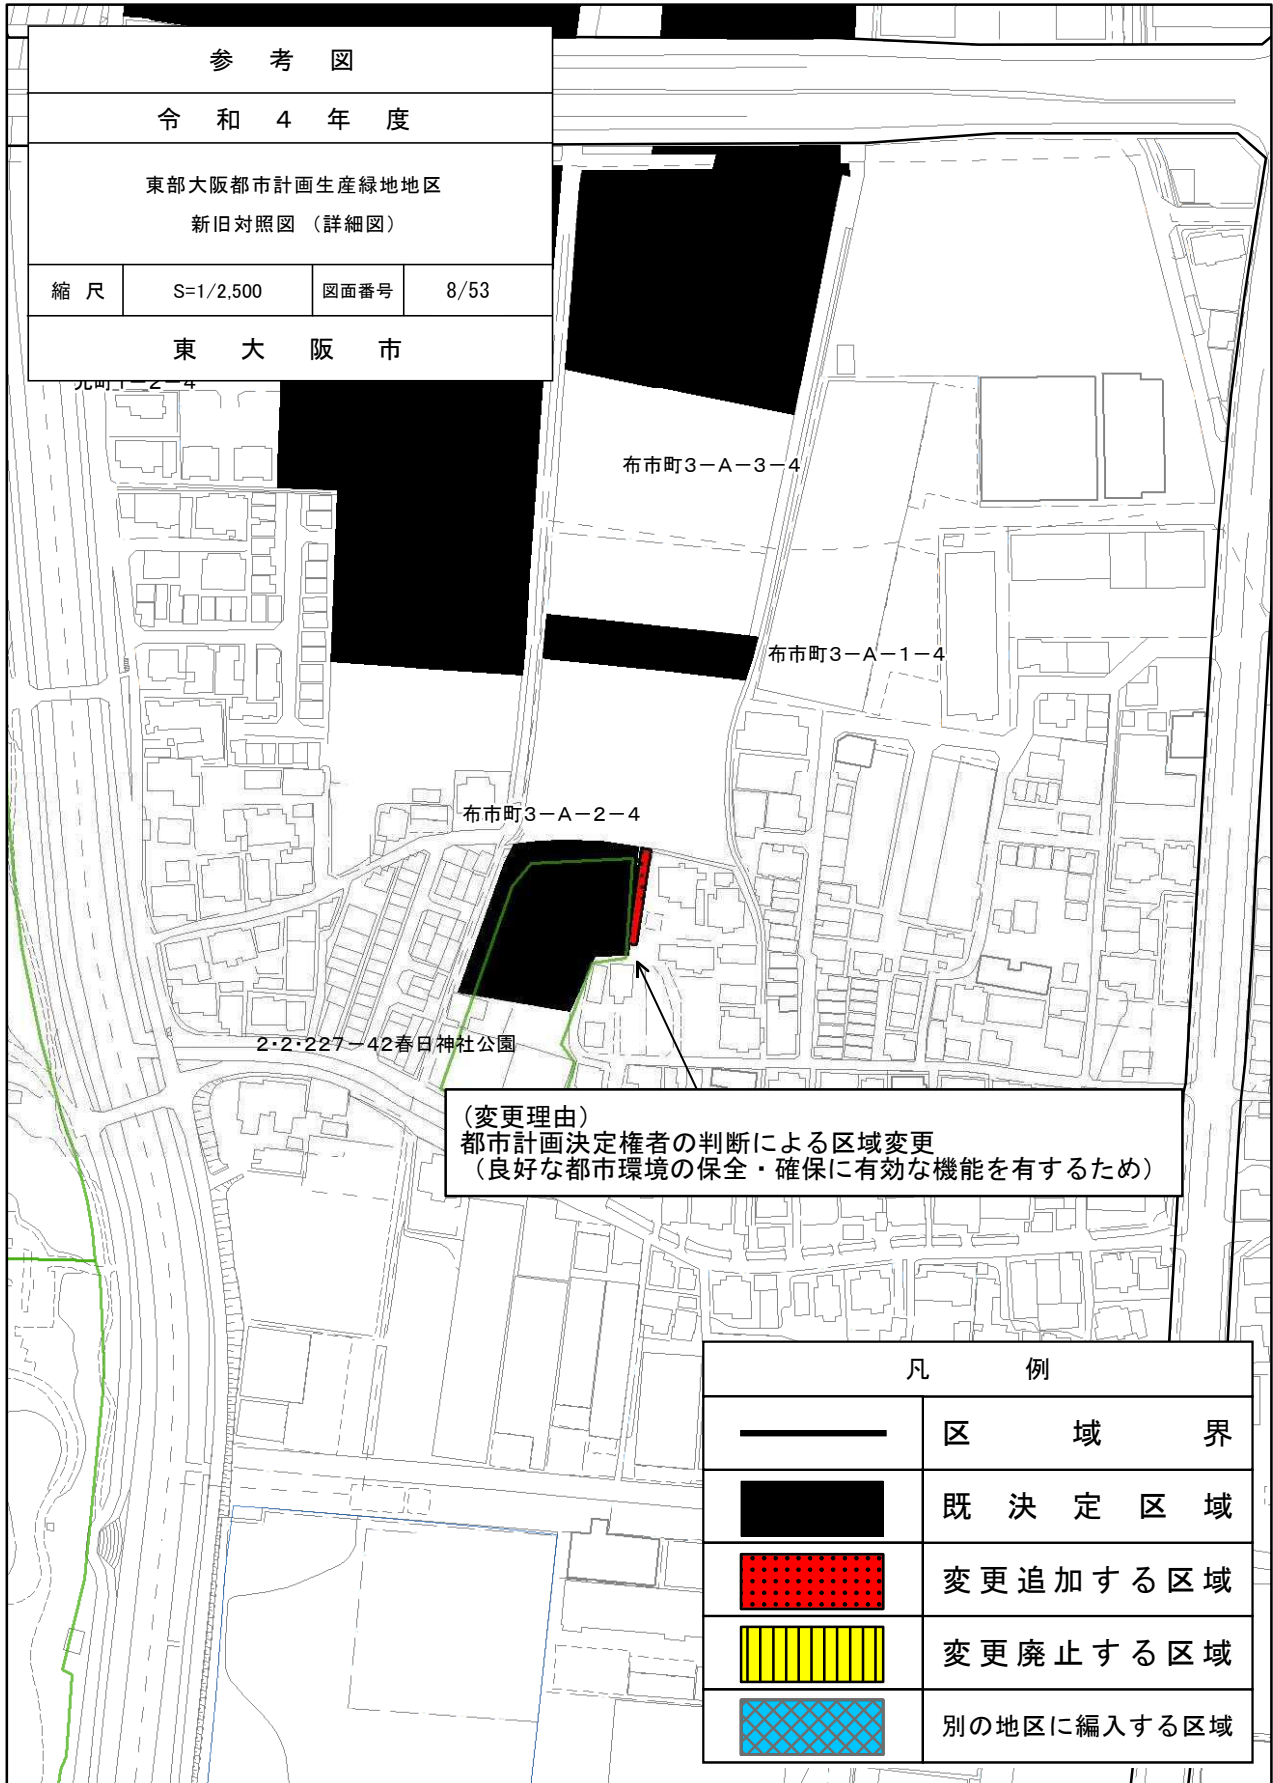 参考図
令和4年度
東部大阪都市計画生産緑地地区
新旧対照図 (詳細図)
縮尺 S=1/2,500 図面番号 8/53
東大阪市
元町1-2-4
布市町3-A-3-4
布市町3-A-1-4
布市町3-A-2-4
2・2・227-42春日神社公園
(変更理由)
都市計画決定権者の判断による区域変更
(良好な都市環境の保全・確保に有効な機能を有するため)
凡例
区域界
既決定区域
変更追加する区域
変更廃止する区域
別の地区に編入する区域